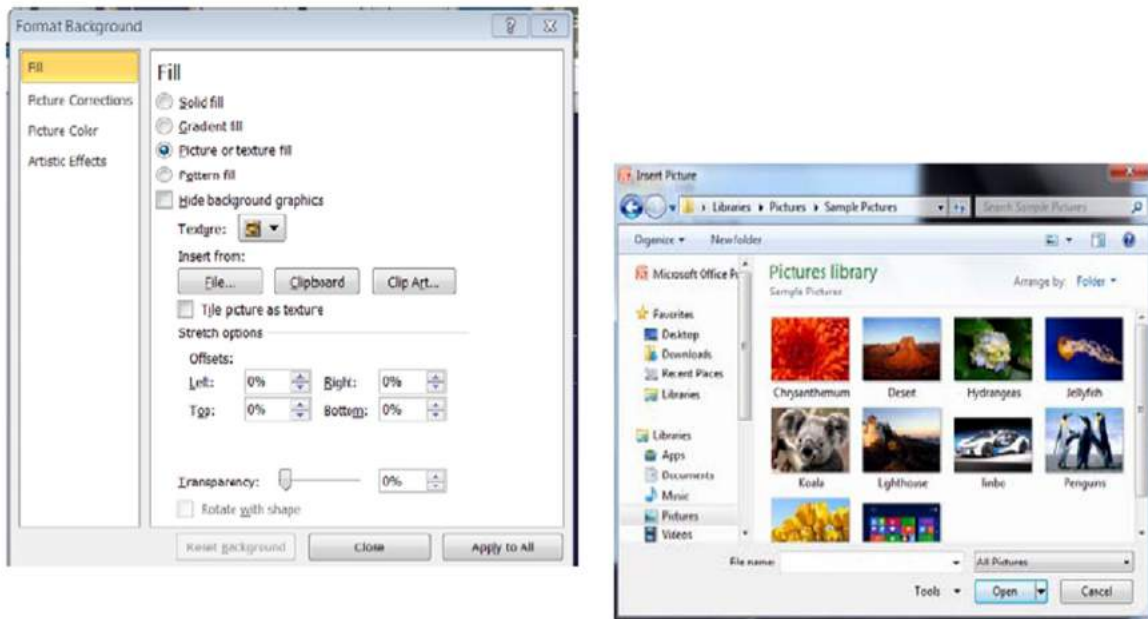 Format Background
Fill
Picture Corrections
Picture Color
Artistic Effects
Fill
Solid fill
Gradient fill
Picture or texture fill
Pattern fill
Hide background graphics
Texture:
Insert from:
File...
Clipboard
Clip Art...
Tile picture as texture
Stretch options
Offsets:
Left: 0% Right: 0%
Top: 0% Bottom: 0%
Transparency: 0%
Rotate with shape
Reset Background
Close
Apply to All
Insert Picture
Libraries Pictures Sample Pictures
Search Sample Pictures
Organize New folder
Microsoft Office
Favorites
Desktop
Downloads
Recent Places
Libraries
Libraries
Apps
Documents
Music
Pictures
Videos
Pictures library
Sample Pictures
Arrange by: Folder
Chrysanthemum Desert Hydrangeas Jellyfish
Koala Lighthouse Penguins
File name:
All Pictures
Tools Open Cancel